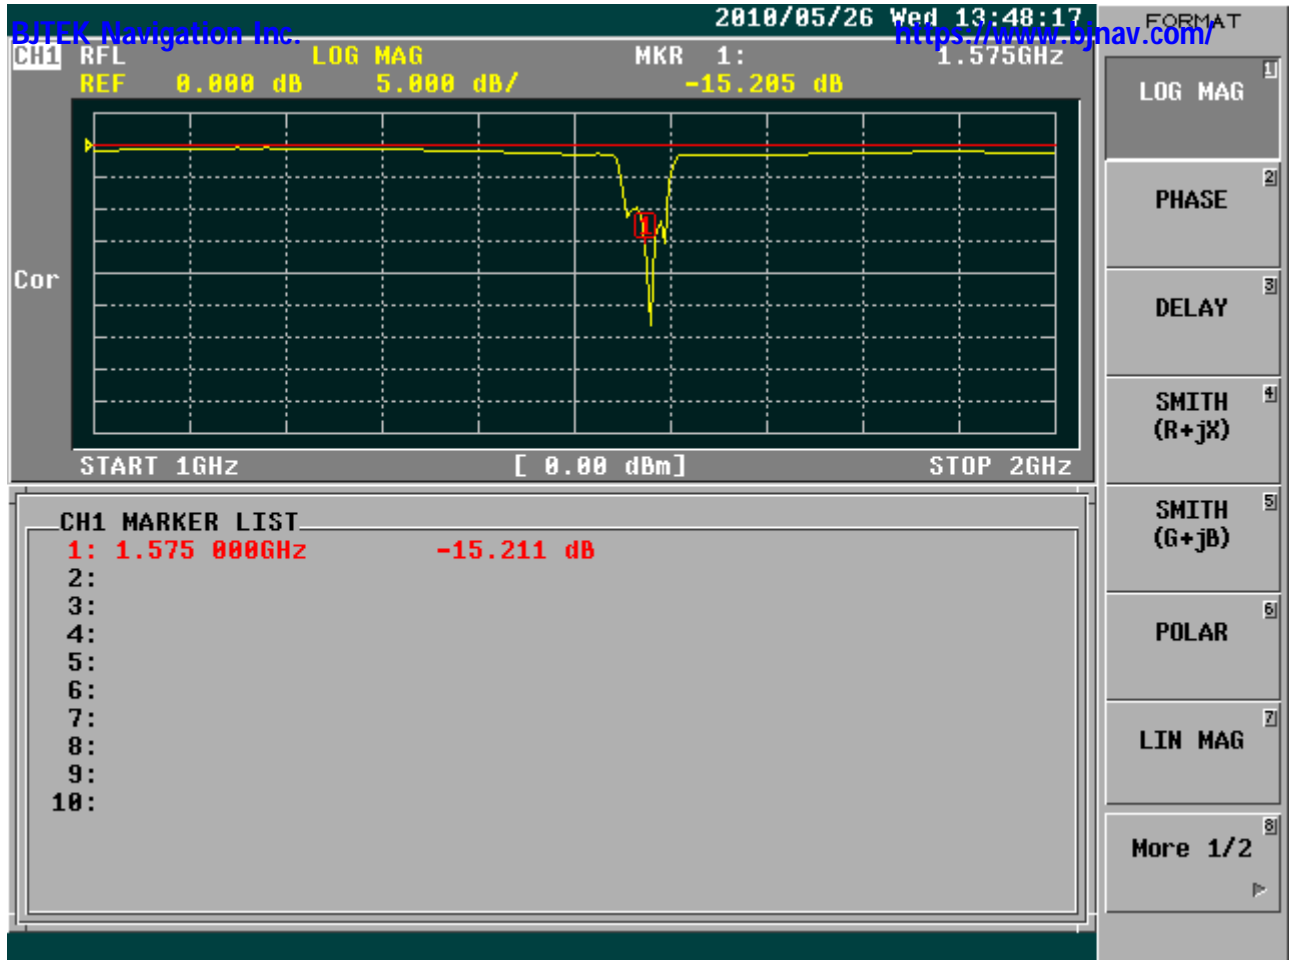 2010/05/26 Wed 13:48:17
BJTEK Navigation Inc.
https://www.bjnav.com/
CH1 RFL LOG MAG MKR 1: 1.575GHz
REF 0.000 dB 5.000 dB/ -15.205 dB
1
Cor
START 1GHz [ 0.00 dBm] STOP 2GHz
CH1 MARKER LIST
1: 1.575 000GHz -15.211 dB
2:
3:
4:
5:
6:
7:
8:
9:
10:
FORMAT
1
LOG MAG
2
PHASE
3
DELAY
4
SMITH
(R+jX)
5
SMITH
(G+jB)
6
POLAR
7
LIN MAG
8
More 1/2